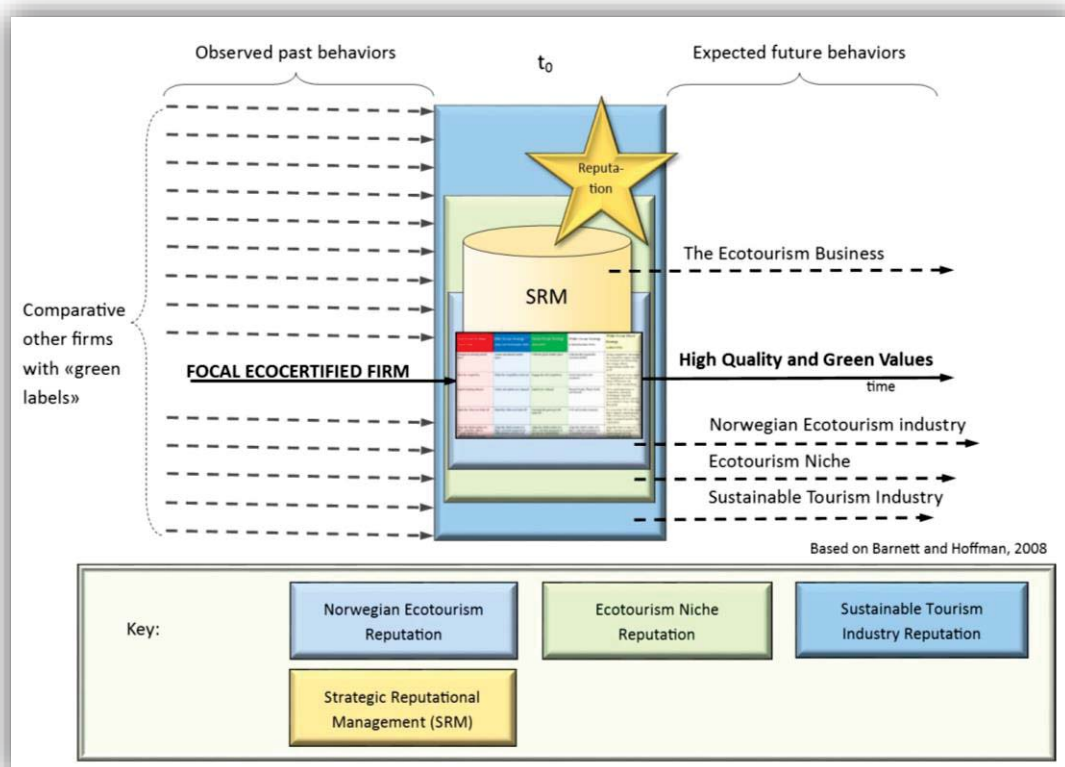 Observed past behaviors
t₀
Expected future behaviors
Reputa-
tion
The Ecotourism Business
SRM
Comparative
other firms
with «green
labels»
FOCAL ECOCERTIFIED FIRM
High Quality and Green Values
time
Norwegian Ecotourism industry
Ecotourism Niche
Sustainable Tourism Industry
Based on Barnett and Hoffman, 2008
Key:
Norwegian Ecotourism
Reputation
Ecotourism Niche
Reputation
Sustainable Tourism
Industry Reputation
Strategic Reputational
Management (SRM)